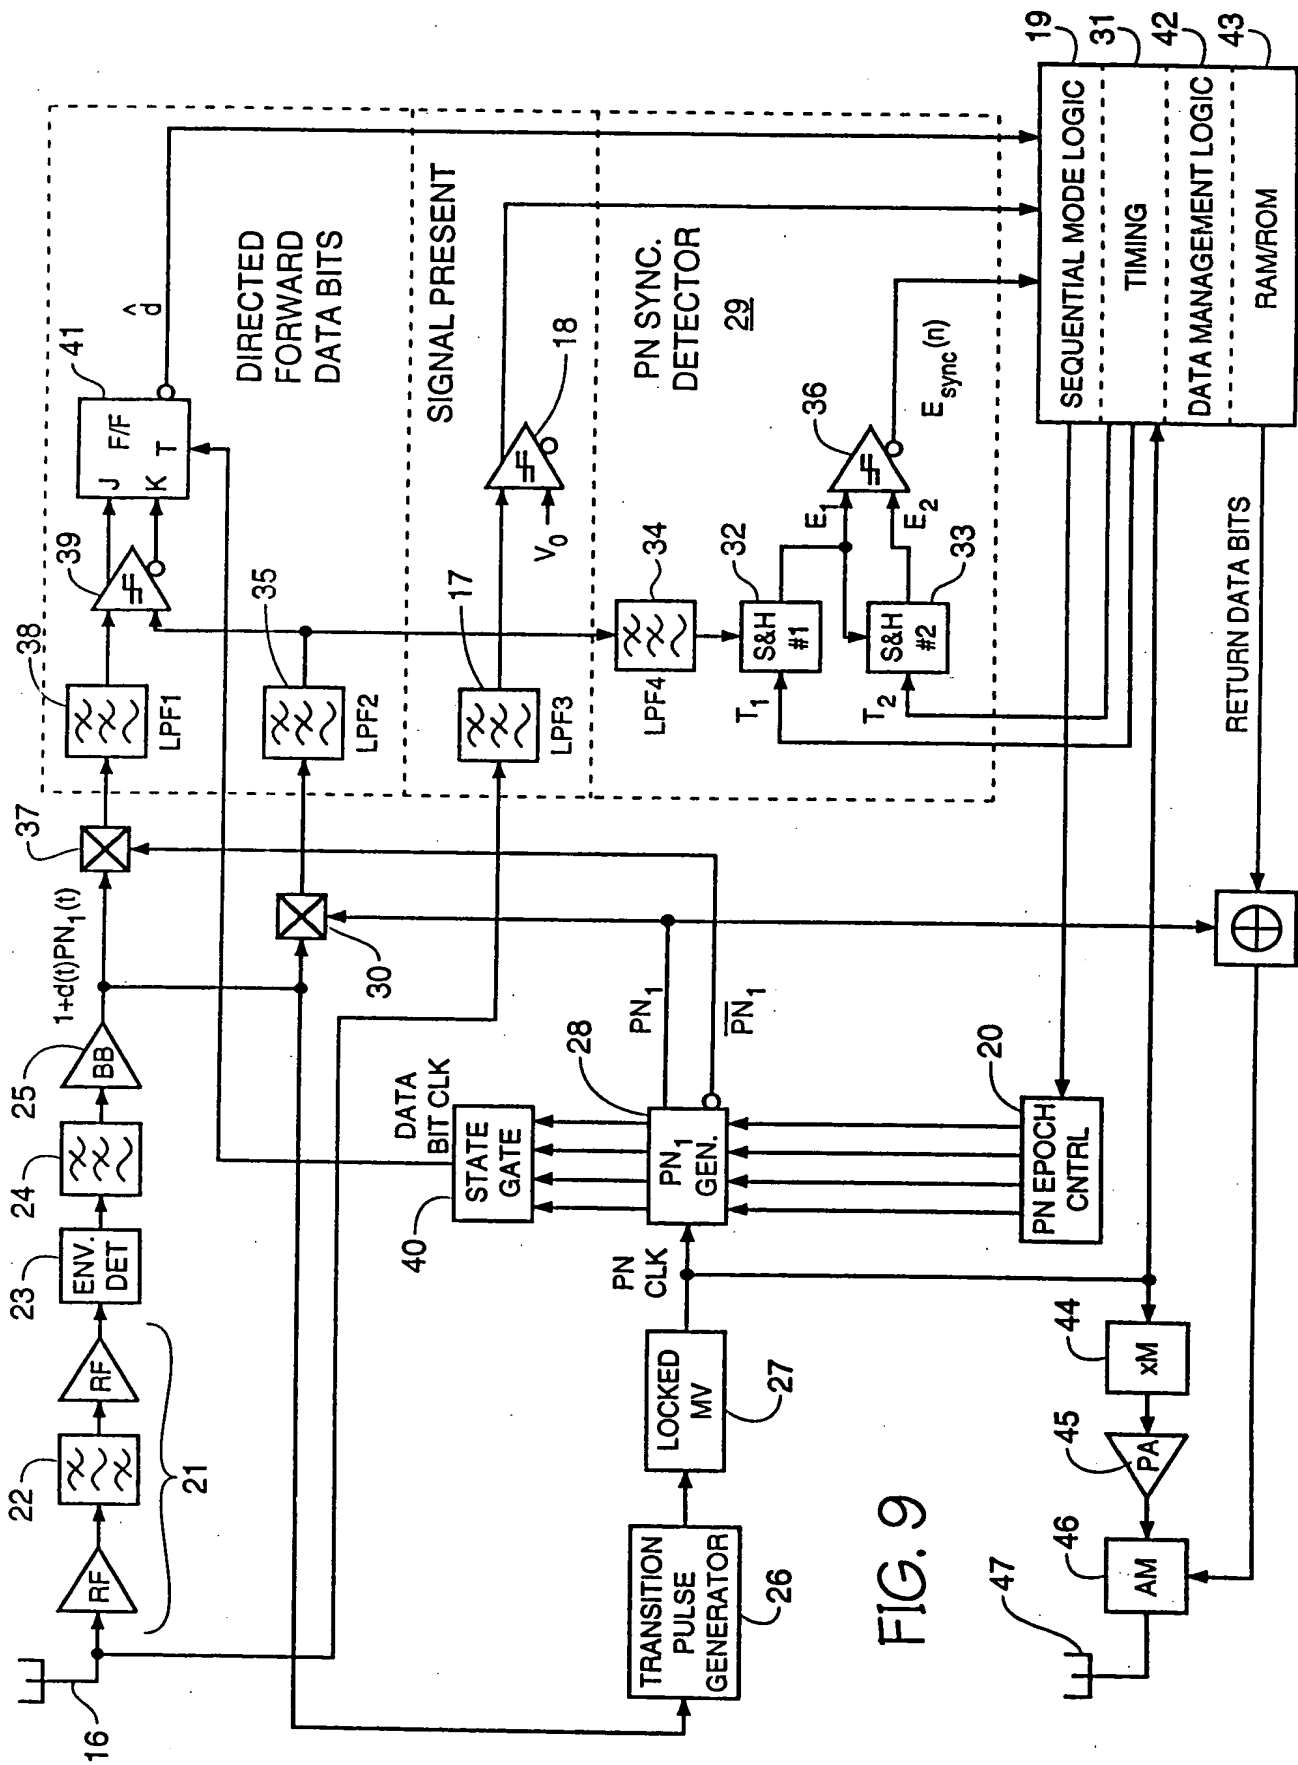 16
RF
22
RF
21
23
ENV.
DET
24
25
BB
1+d(t)PN1(t)
37
38
LPF1
39
J
K
F/F
T
41
d̂
DIRECTED
FORWARD
DATA BITS
30
35
LPF2
SIGNAL PRESENT
17
LPF3
V0
18
PN SYNC.
DETECTOR
29
34
LPF4
S&H
#1
32
T1
S&H
#2
33
T2
E1
E2
36
Esync(n)
DATA
BIT CLK
STATE
GATE
40
28
PN1
GEN.
PN1
P̅N̅1
PN
CLK
LOCKED
MV
27
TRANSITION
PULSE
GENERATOR
26
20
PN EPOCH
CNTRL
SEQUENTIAL MODE LOGIC
19
TIMING
31
DATA MANAGEMENT LOGIC
42
RAM/ROM
43
RETURN DATA BITS
44
xM
45
PA
46
AM
47
FIG. 9